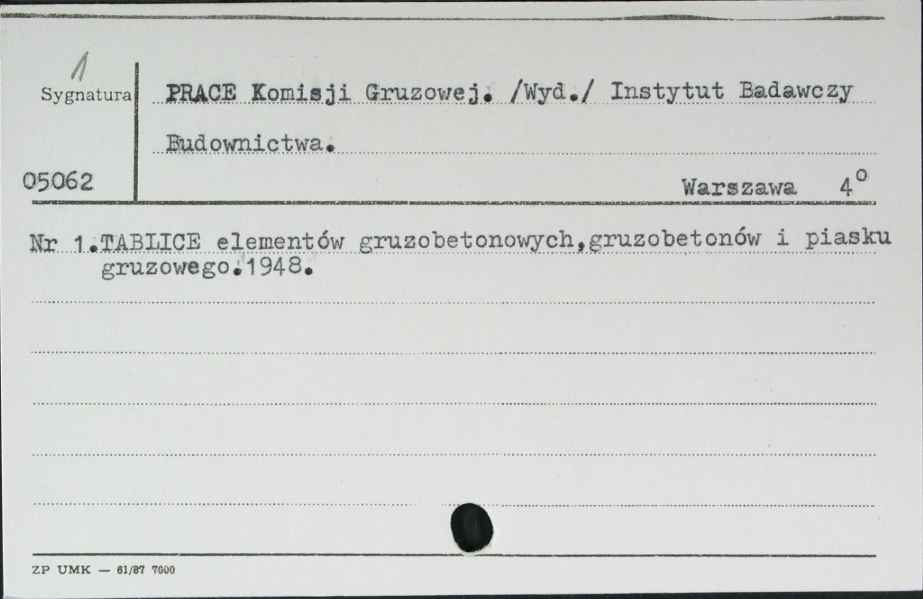 1
Sygnatura
PRACE Komisji Gruzowej. /Wyd./ Instytut Badawczy
Budownictwa.
05062
Warszawa 4°
Nr 1.TABLICE elementów gruzobetonowych,gruzobetonów i piasku
gruzowego.1948.
ZP UMK — 61/87 7000